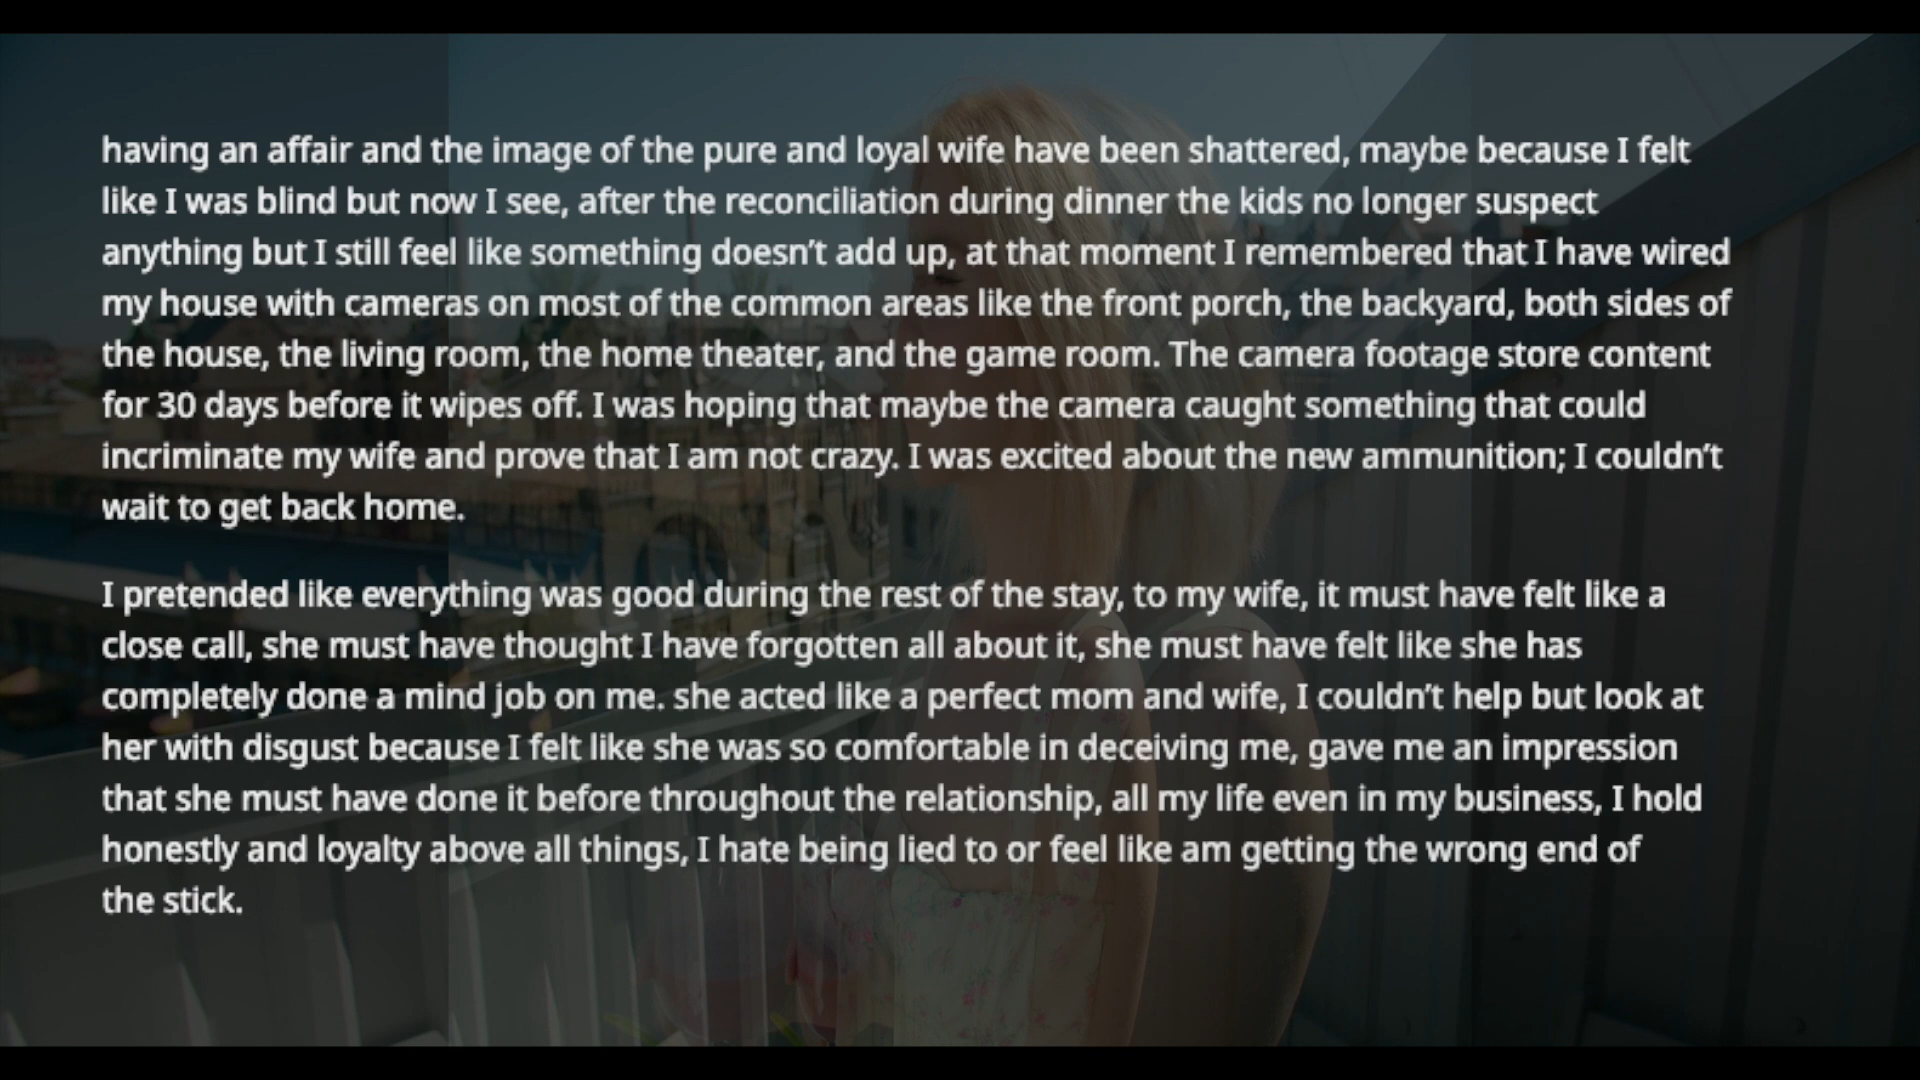 having an affair and the image of the pure and loyal wife have been shattered, maybe because I felt
like I was blind but now I see, after the reconciliation during dinner the kids no longer suspect
anything but I still feel like something doesn’t add up, at that moment I remembered that I have wired
my house with cameras on most of the common areas like the front porch, the backyard, both sides of
the house, the living room, the home theater, and the game room. The camera footage store content
for 30 days before it wipes off. I was hoping that maybe the camera caught something that could
incriminate my wife and prove that I am not crazy. I was excited about the new ammunition; I couldn’t
wait to get back home.
I pretended like everything was good during the rest of the stay, to my wife, it must have felt like a
close call, she must have thought I have forgotten all about it, she must have felt like she has
completely done a mind job on me. she acted like a perfect mom and wife, I couldn’t help but look at
her with disgust because I felt like she was so comfortable in deceiving me, gave me an impression
that she must have done it before throughout the relationship, all my life even in my business, I hold
honestly and loyalty above all things, I hate being lied to or feel like am getting the wrong end of
the stick.